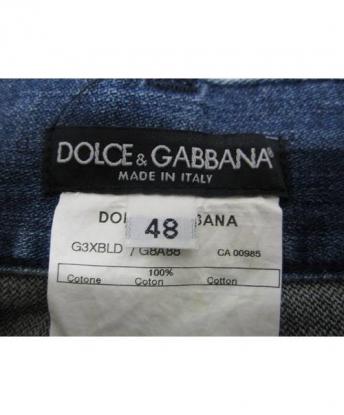 DOLCE & GABBANA®
MADE IN ITALY
48
G3XBLD / G8A88 CA 00985
100%
Cotone Coton Cotton